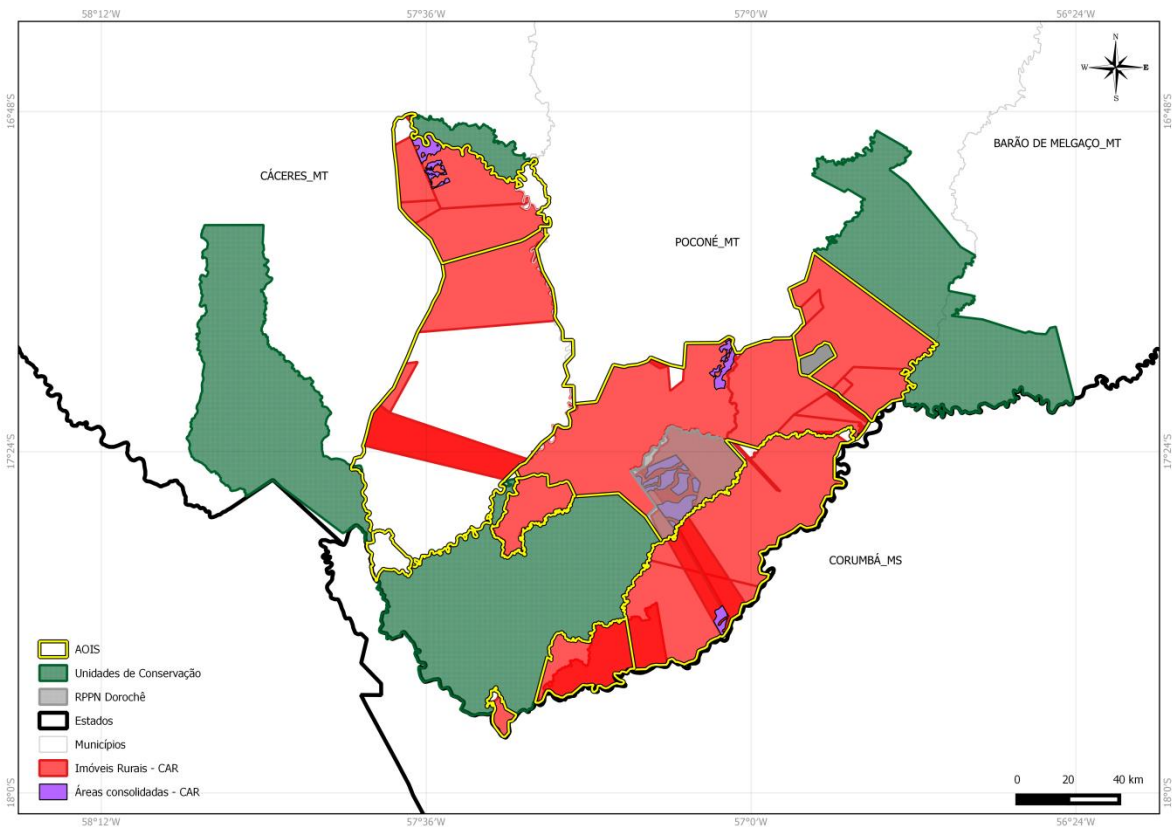 58°12'W 57°36'W 57°0'W 56°24'W
N
W E
S
16°48'S 16°48'S
BARÃO DE MELGAÇO_MT
CÁCERES_MT
POCONÉ_MT
17°24'S 17°24'S
CORUMBÁ_MS
AOIS
Unidades de Conservação
RPPN Dorochê
Estados
Municípios
Imóveis Rurais - CAR
Áreas consolidadas - CAR
0 20 40 km
18°0'S 18°0'S
58°12'W 57°36'W 57°0'W 56°24'W